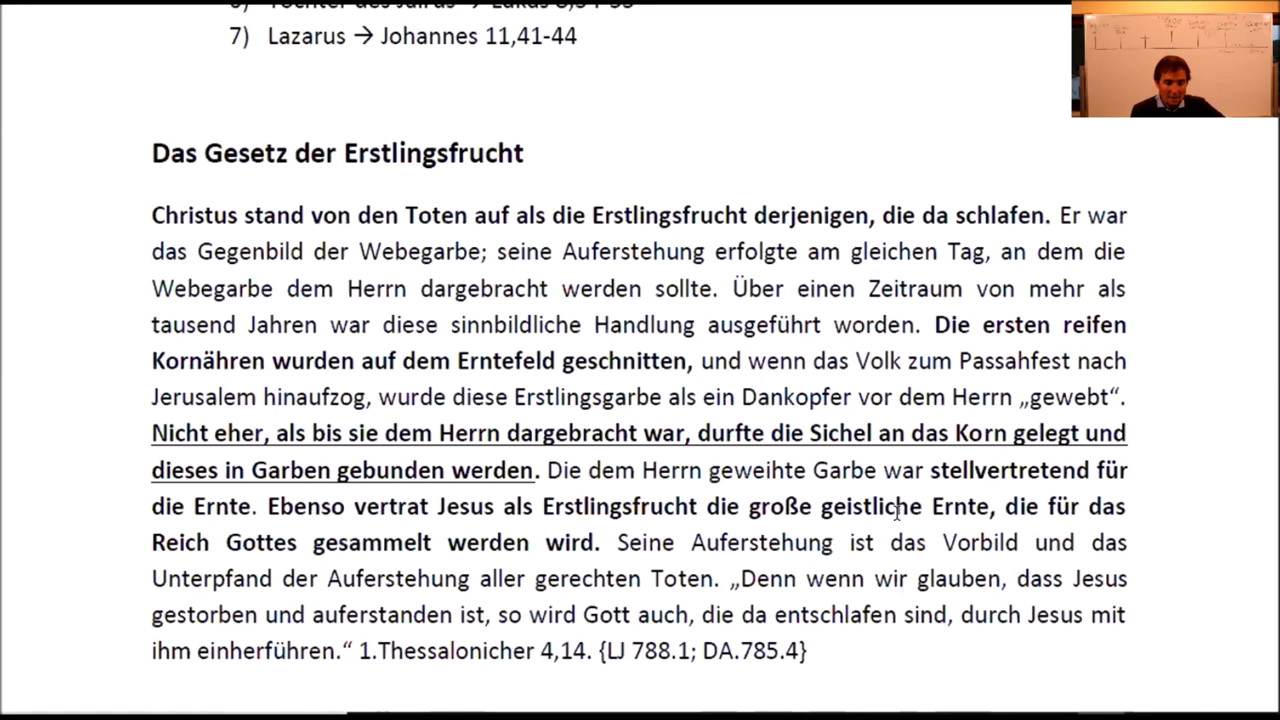 7) Lazarus → Johannes 11,41-44
Das Gesetz der Erstlingsfrucht
Christus stand von den Toten auf als die Erstlingsfrucht derjenigen, die da schlafen. Er war
das Gegenbild der Webegarbe; seine Auferstehung erfolgte am gleichen Tag, an dem die
Webegarbe dem Herrn dargebracht werden sollte. Über einen Zeitraum von mehr als
tausend Jahren war diese sinnbildliche Handlung ausgeführt worden. Die ersten reifen
Kornähren wurden auf dem Erntefeld geschnitten, und wenn das Volk zum Passahfest nach
Jerusalem hinaufzog, wurde diese Erstlingsgarbe als ein Dankopfer vor dem Herrn „gewebt“.
Nicht eher, als bis sie dem Herrn dargebracht war, durfte die Sichel an das Korn gelegt und
dieses in Garben gebunden werden. Die dem Herrn geweihte Garbe war stellvertretend für
die Ernte. Ebenso vertrat Jesus als Erstlingsfrucht die große geistliche Ernte, die für das
Reich Gottes gesammelt werden wird. Seine Auferstehung ist das Vorbild und das
Unterpfand der Auferstehung aller gerechten Toten. „Denn wenn wir glauben, dass Jesus
gestorben und auferstanden ist, so wird Gott auch, die da entschlafen sind, durch Jesus mit
ihm einherführen.“ 1.Thessalonicher 4,14. {LJ 788.1; DA.785.4}